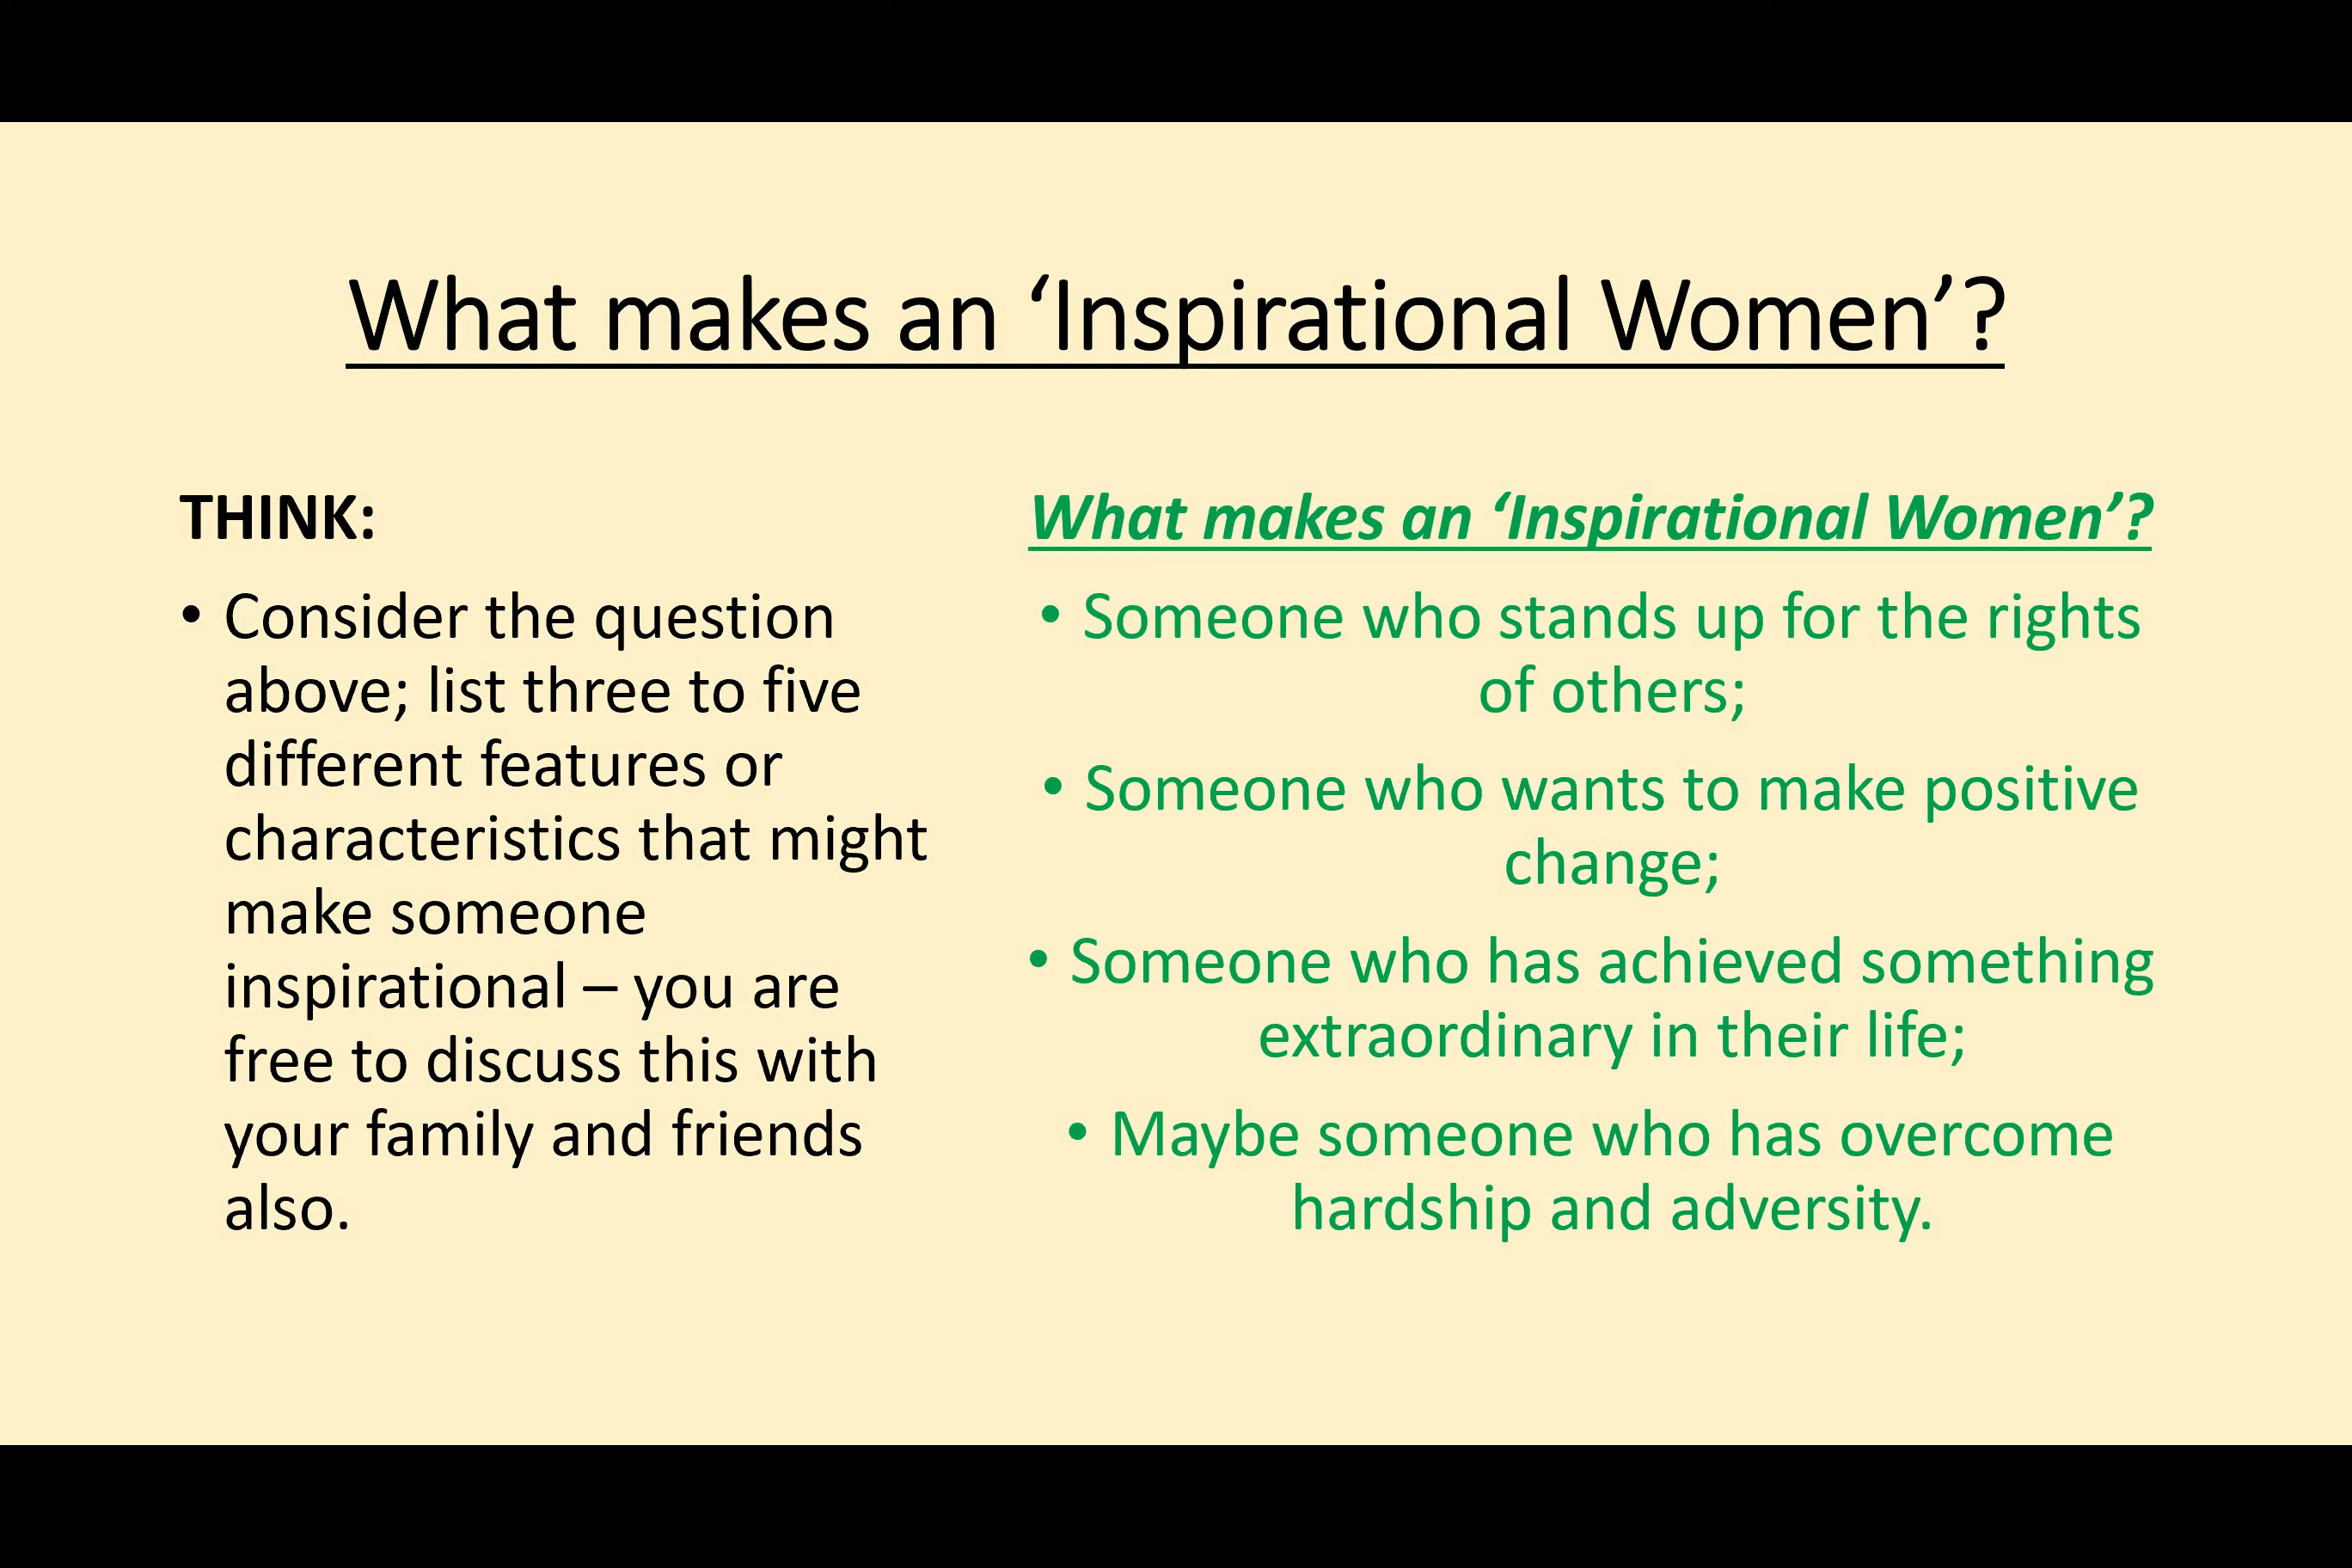 What makes an ‘Inspirational Women’?
THINK:
• Consider the question
above; list three to five
different features or
characteristics that might
make someone
inspirational – you are
free to discuss this with
your family and friends
also.
What makes an ‘Inspirational Women’?
• Someone who stands up for the rights
of others;
• Someone who wants to make positive
change;
• Someone who has achieved something
extraordinary in their life;
• Maybe someone who has overcome
hardship and adversity.